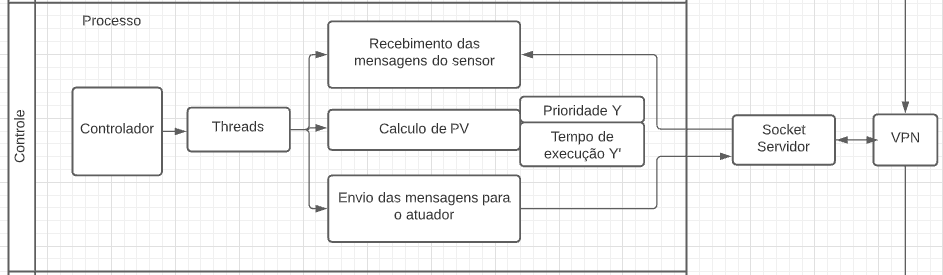 Processo
Controle
Controlador
Threads
Recebimento das
mensagens do sensor
Calculo de PV
Prioridade Y
Tempo de
execução Y'
Envio das mensagens para
o atuador
Socket
Servidor
VPN